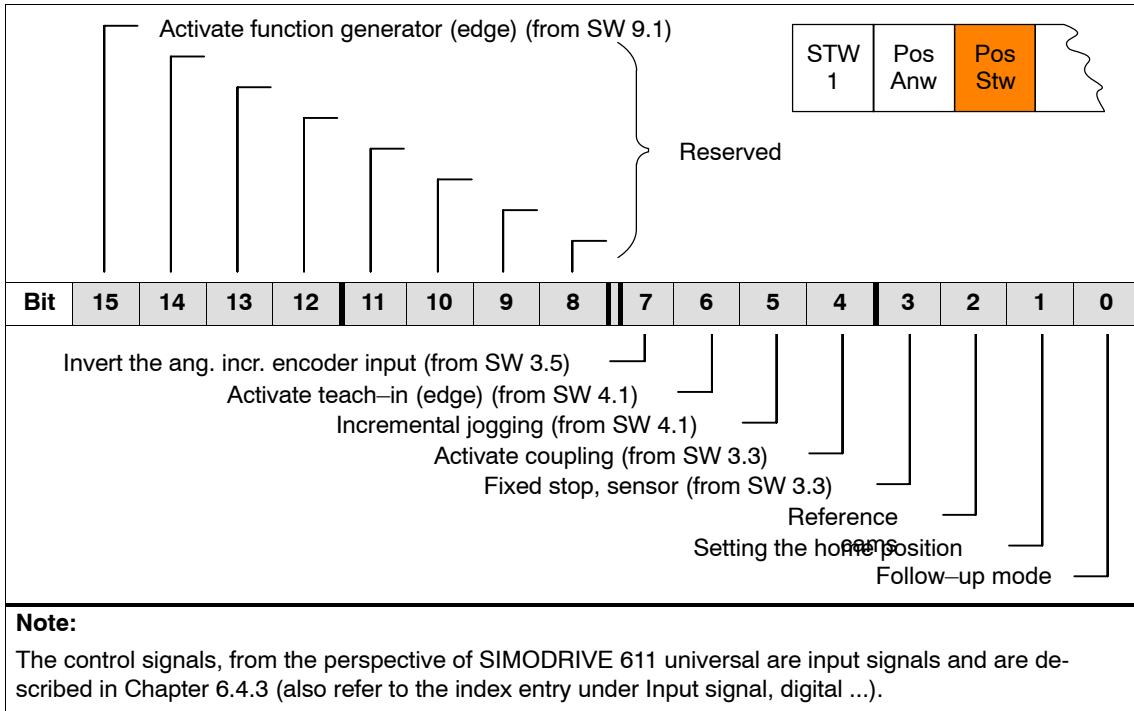 Activate function generator (edge) (from SW 9.1)
STW
1
Pos
Anw
Pos
Stw
Reserved
Bit 15 14 13 12 11 10 9 8 7 6 5 4 3 2 1 0
Invert the ang. incr. encoder input (from SW 3.5)
Activate teach–in (edge) (from SW 4.1)
Incremental jogging (from SW 4.1)
Activate coupling (from SW 3.3)
Fixed stop, sensor (from SW 3.3)
Reference
cams
Setting the home position
Follow–up mode
Note:
The control signals, from the perspective of SIMODRIVE 611 universal are input signals and are de-
scribed in Chapter 6.4.3 (also refer to the index entry under Input signal, digital ...).